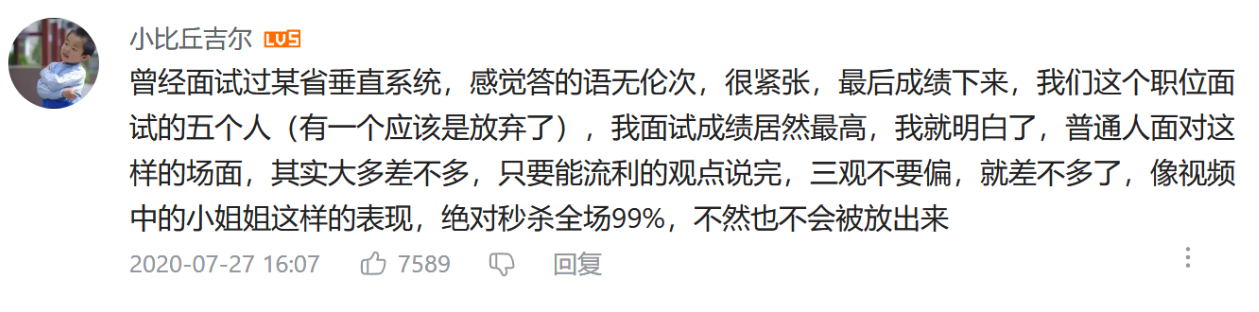 小比丘吉尔 LV5
曾经面试过某省垂直系统，感觉答的语无伦次，很紧张，最后成绩下来，我们这个职位面
试的五个人（有一个应该是放弃了），我面试成绩居然最高，我就明白了，普通人面对这
样的场面，其实大多差不多，只要能流利的观点说完，三观不要偏，就差不多了，像视频
中的小姐姐这样的表现，绝对秒杀全场99%，不然也不会被放出来
2020-07-27 16:07 7589 回复